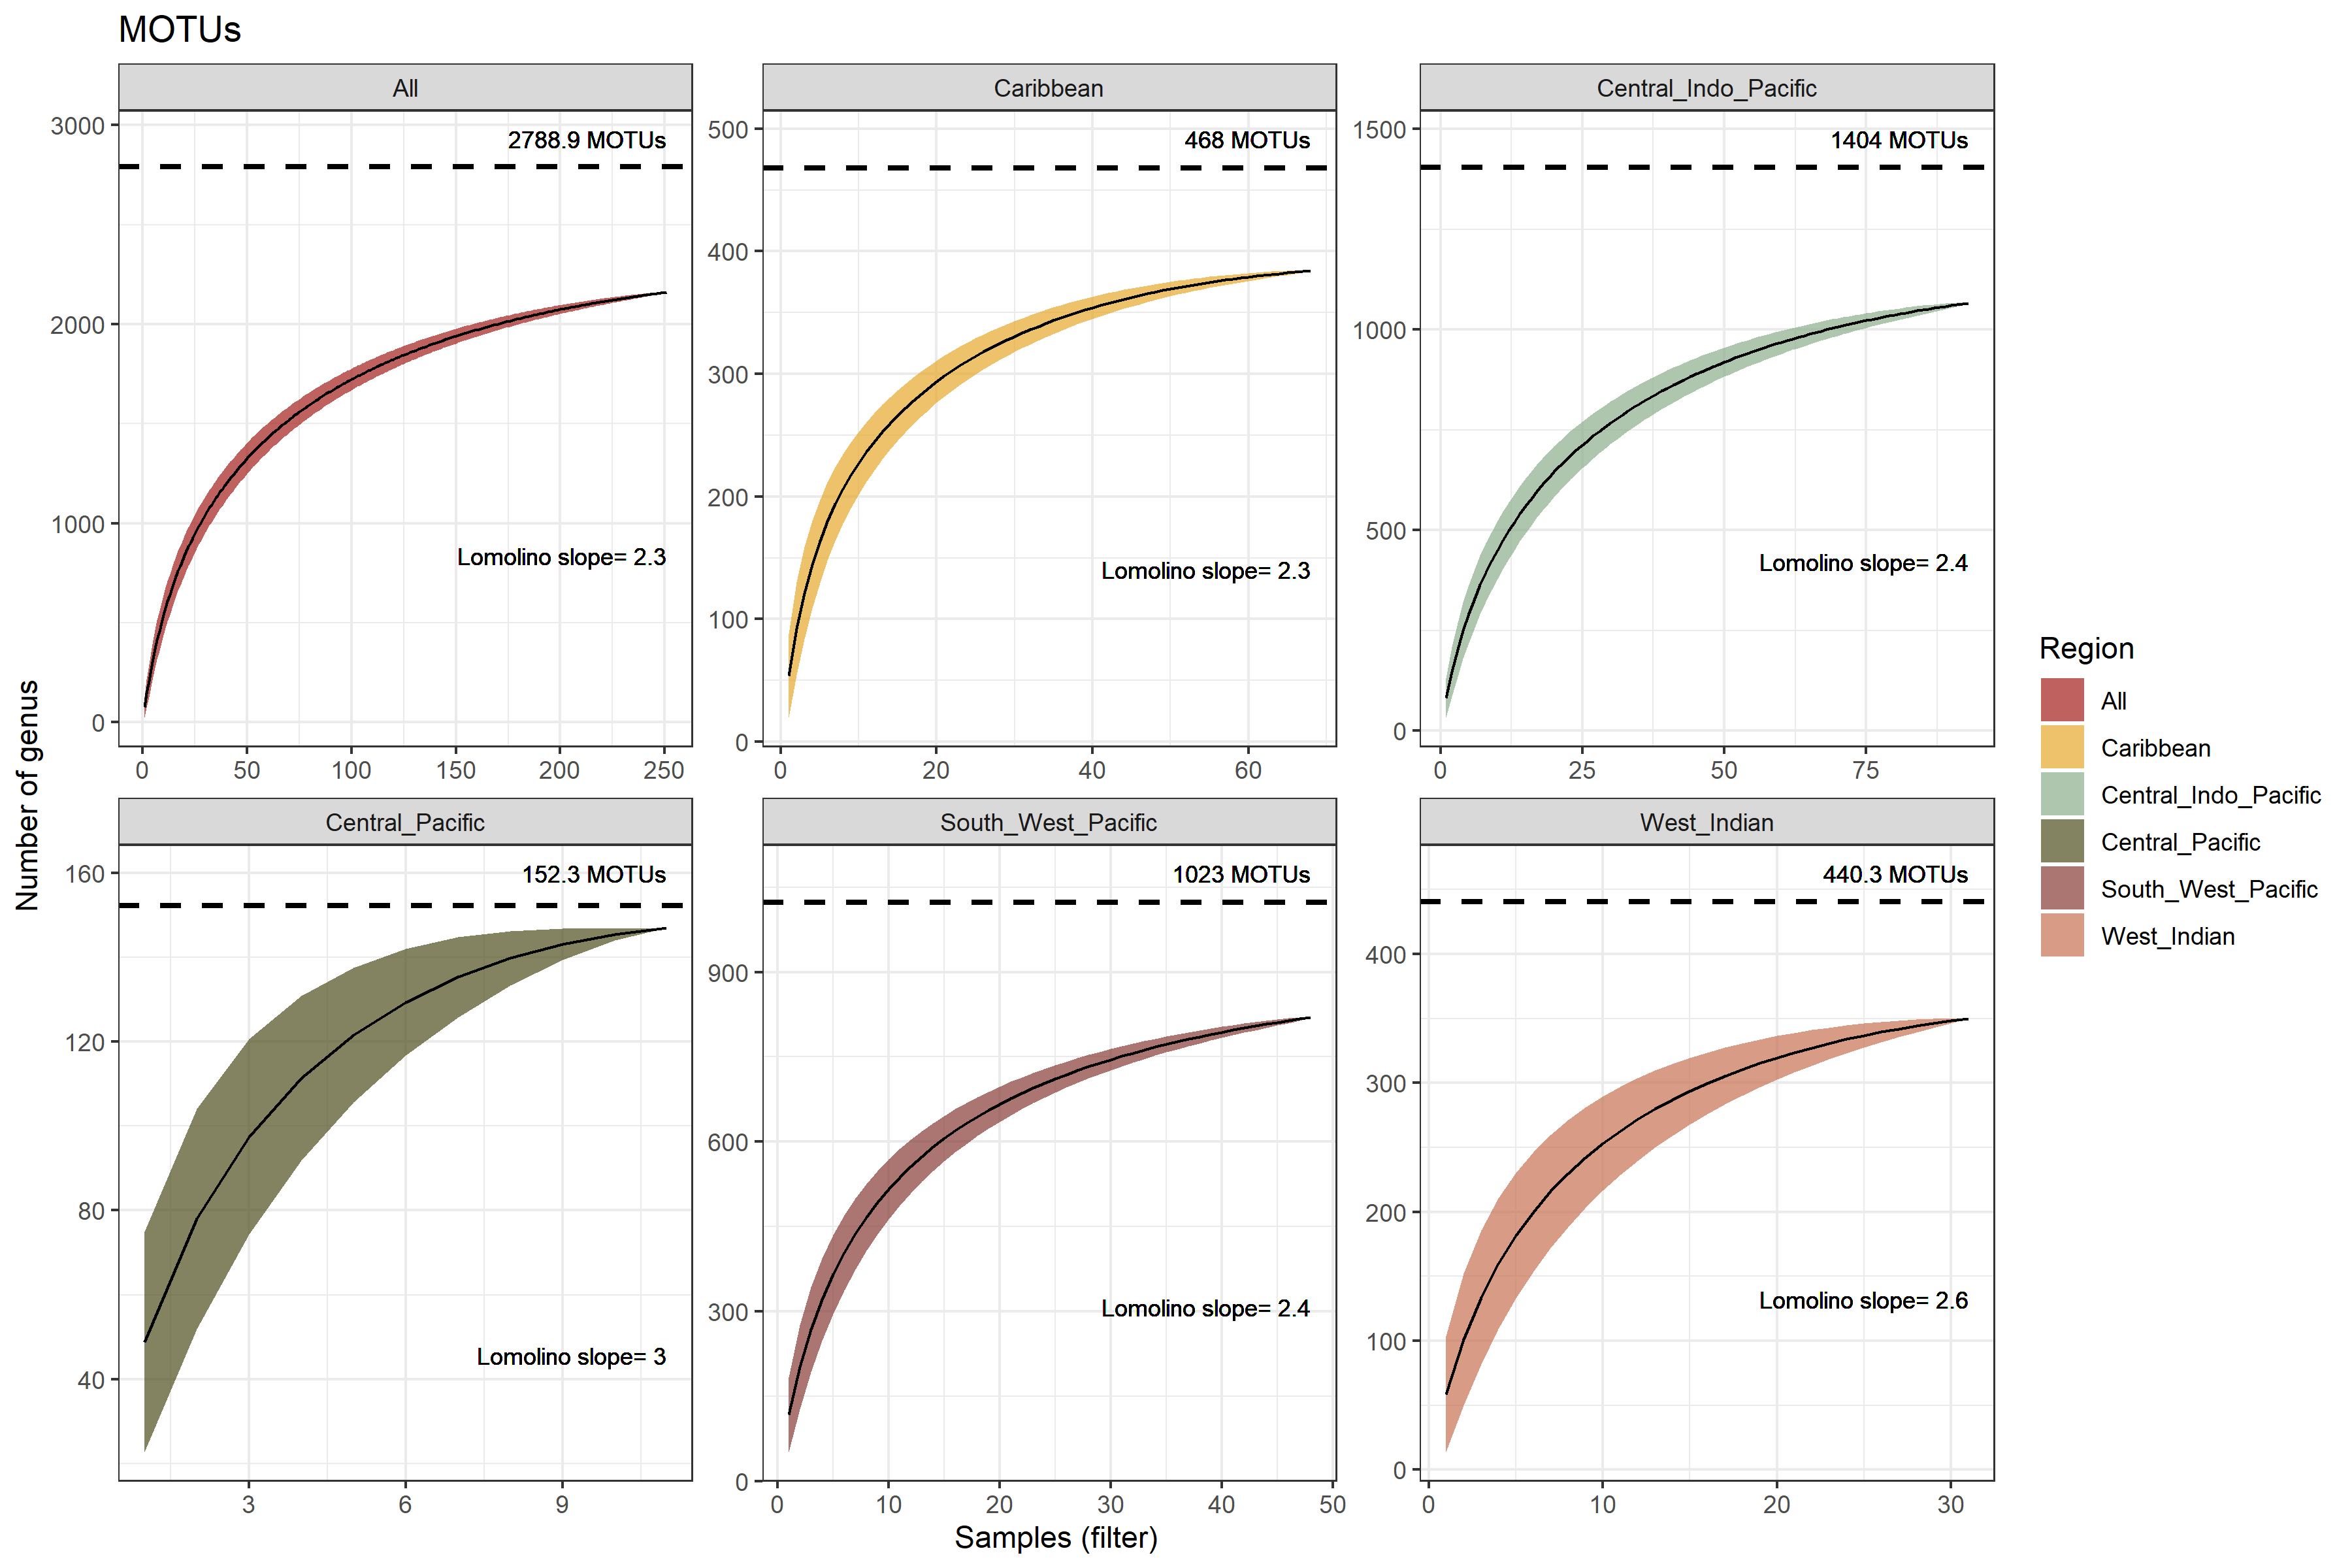 MOTUs
All
Caribbean
Central_Indo_Pacific
3000
2000
1000
0
2788.9 MOTUs
Lomolino slope= 2.3
0 50 100 150 200 250
500
400
300
200
100
0
468 MOTUs
Lomolino slope= 2.3
0 20 40 60
1500
1000
500
0
1404 MOTUs
Lomolino slope= 2.4
0 25 50 75
Number of genus
Central_Pacific
South_West_Pacific
West_Indian
160
120
80
40
152.3 MOTUs
Lomolino slope= 3
3 6 9
900
600
300
0
1023 MOTUs
Lomolino slope= 2.4
0 10 20 30 40 50
400
300
200
100
0
440.3 MOTUs
Lomolino slope= 2.6
0 10 20 30
Samples (filter)
Region
All
Caribbean
Central_Indo_Pacific
Central_Pacific
South_West_Pacific
West_Indian